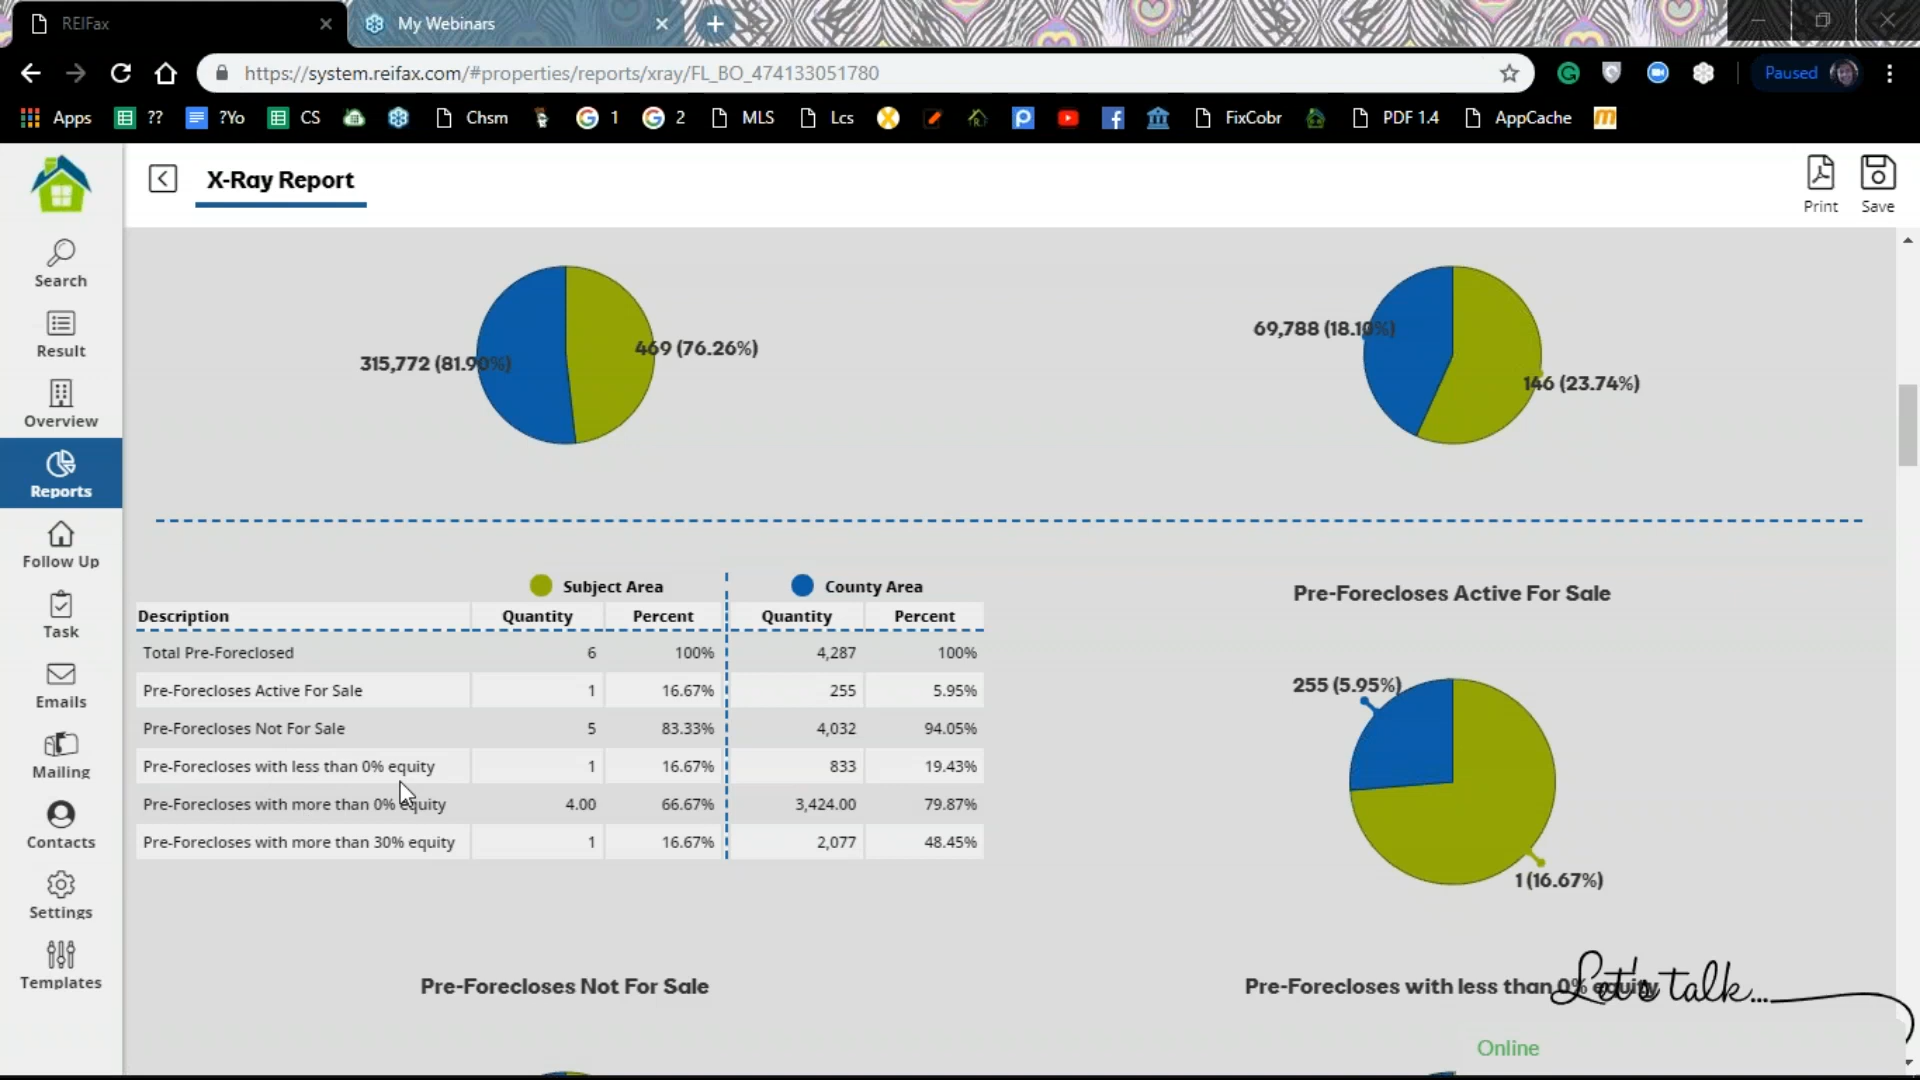 REIFax
My Webinars
https://system.reifax.com/#properties/reports/xray/FL_BO_474133051780
Paused
Apps
??
?Yo
CS
Chsm
1
2
MLS
Lcs
FixCobr
PDF 1.4
AppCache
X-Ray Report
Print
Save
Search
Result
Overview
Reports
Follow Up
Task
Emails
Mailing
Contacts
Settings
Templates
315,772 (81.90%)
469 (76.26%)
69,788 (18.10%)
146 (23.74%)
Subject Area County Area
Description Quantity Percent Quantity Percent
Total Pre-Foreclosed 6 100% 4,287 100%
Pre-Forecloses Active For Sale 1 16.67% 255 5.95%
Pre-Forecloses Not For Sale 5 83.33% 4,032 94.05%
Pre-Forecloses with less than 0% equity 1 16.67% 833 19.43%
Pre-Forecloses with more than 0% equity 4.00 66.67% 3,424.00 79.87%
Pre-Forecloses with more than 30% equity 1 16.67% 2,077 48.45%
Pre-Forecloses Active For Sale
255 (5.95%)
1 (16.67%)
Pre-Forecloses Not For Sale
Pre-Forecloses with less than 0% equity
Let's talk...
Online